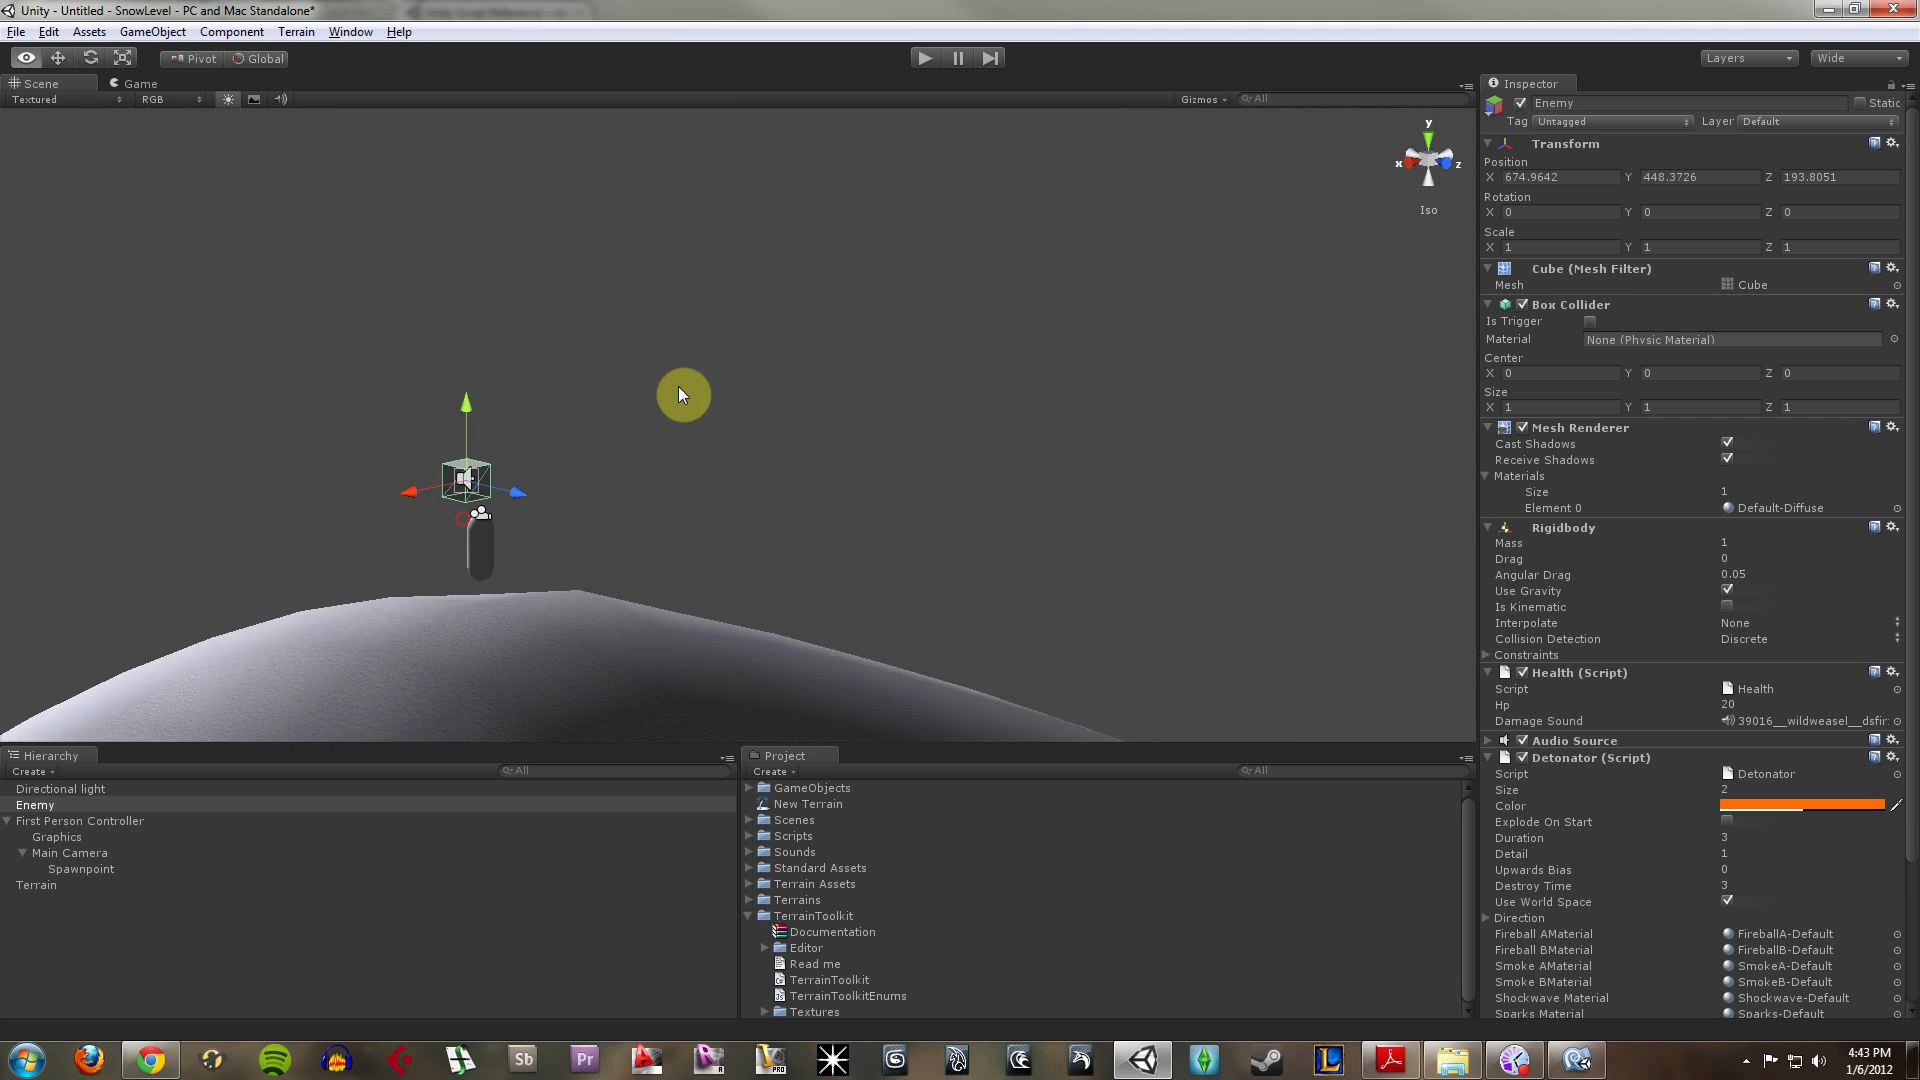 Unity - Untitled - SnowLevel - PC and Mac Standalone*
File Edit Assets GameObject Component Terrain Window Help
Pivot Global Layers Wide
Scene Game
Textured RGB Gizmos All
y
x z
Iso
Inspector
Enemy Static
Tag Untagged Layer Default
Transform
Position
X 674.9642 Y 448.3726 Z 193.8051
Rotation
X 0 Y 0 Z 0
Scale
X 1 Y 1 Z 1
Cube (Mesh Filter)
Mesh Cube
Box Collider
Is Trigger
Material None (Physic Material)
Center
X 0 Y 0 Z 0
Size
X 1 Y 1 Z 1
Mesh Renderer
Cast Shadows
Receive Shadows
Materials
Size 1
Element 0 Default-Diffuse
Rigidbody
Mass 1
Drag 0
Angular Drag 0.05
Use Gravity
Is Kinematic
Interpolate None
Collision Detection Discrete
Constraints
Health (Script)
Script Health
Hp 20
Damage Sound 39016__wildweasel__dsfir
Audio Source
Detonator (Script)
Script Detonator
Size 2
Color
Explode On Start
Duration 3
Detail 1
Upwards Bias 0
Destroy Time 3
Use World Space
Direction
Fireball AMaterial FireballA-Default
Fireball BMaterial FireballB-Default
Smoke AMaterial SmokeA-Default
Smoke BMaterial SmokeB-Default
Shockwave Material Shockwave-Default
Sparks Material Sparks-Default
Hierarchy
Create All
Directional light
Enemy
First Person Controller
Graphics
Main Camera
Spawnpoint
Terrain
Project
Create All
GameObjects
New Terrain
Scenes
Scripts
Sounds
Standard Assets
Terrain Assets
Terrains
TerrainToolkit
Documentation
Editor
Read me
TerrainToolkit
TerrainToolkitEnums
Textures
Sb Pr
4:43 PM
1/6/2012